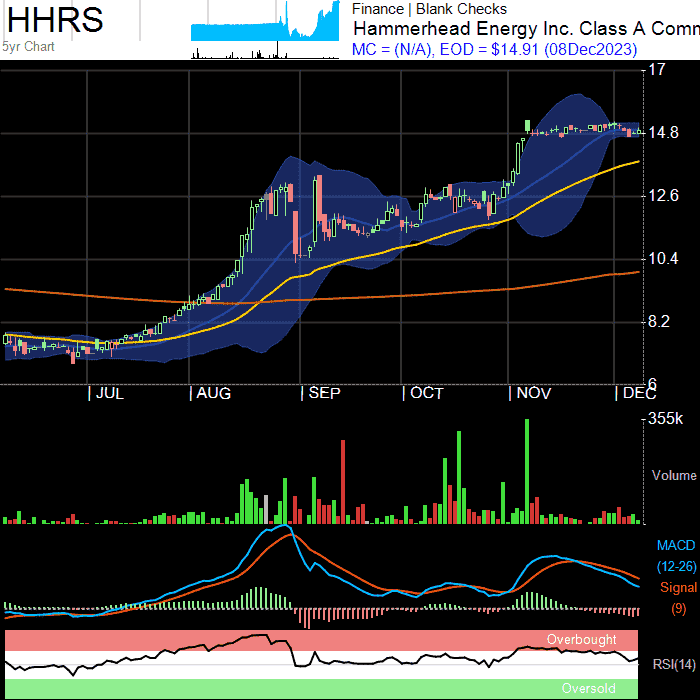 HHRS
5yr Chart
Finance | Blank Checks
Hammerhead Energy Inc. Class A Comm
MC = (N/A), EOD = $14.91 (08Dec2023)
17
14.8
12.6
10.4
8.2
6
JUL AUG SEP OCT NOV DEC
355k
Volume
MACD
(12-26)
Signal
(9)
Overbought
RSI(14)
Oversold